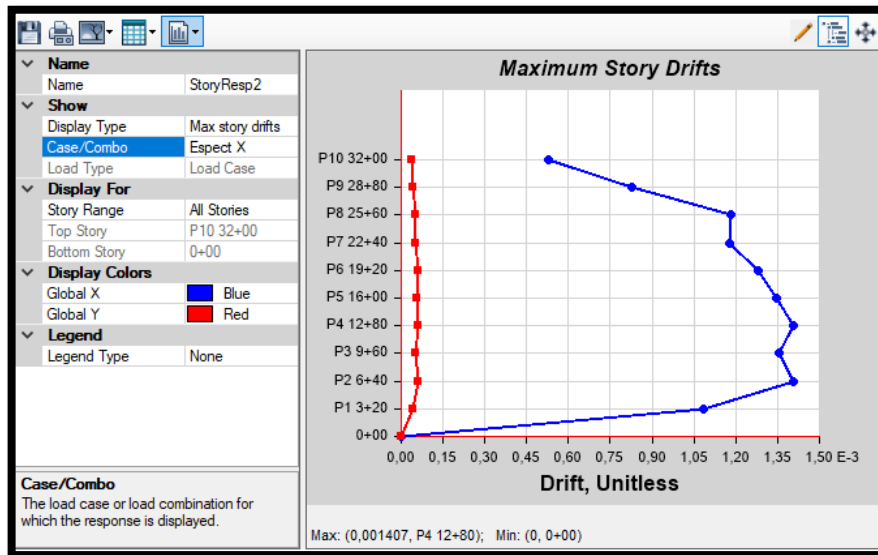 Name
Name StoryResp2
Show
Display Type Max story drifts
Case/Combo Espect X
Load Type Load Case
Display For
Story Range All Stories
Top Story P10 32+00
Bottom Story 0+00
Display Colors
Global X Blue
Global Y Red
Legend
Legend Type None
Case/Combo
The load case or load combination for
which the response is displayed.
Maximum Story Drifts
P10 32+00
P9 28+80
P8 25+60
P7 22+40
P6 19+20
P5 16+00
P4 12+80
P3 9+60
P2 6+40
P1 3+20
0+00
0,00 0,15 0,30 0,45 0,60 0,75 0,90 1,05 1,20 1,35 1,50 E-3
Drift, Unitless
Max: (0,001407, P4 12+80); Min: (0, 0+00)